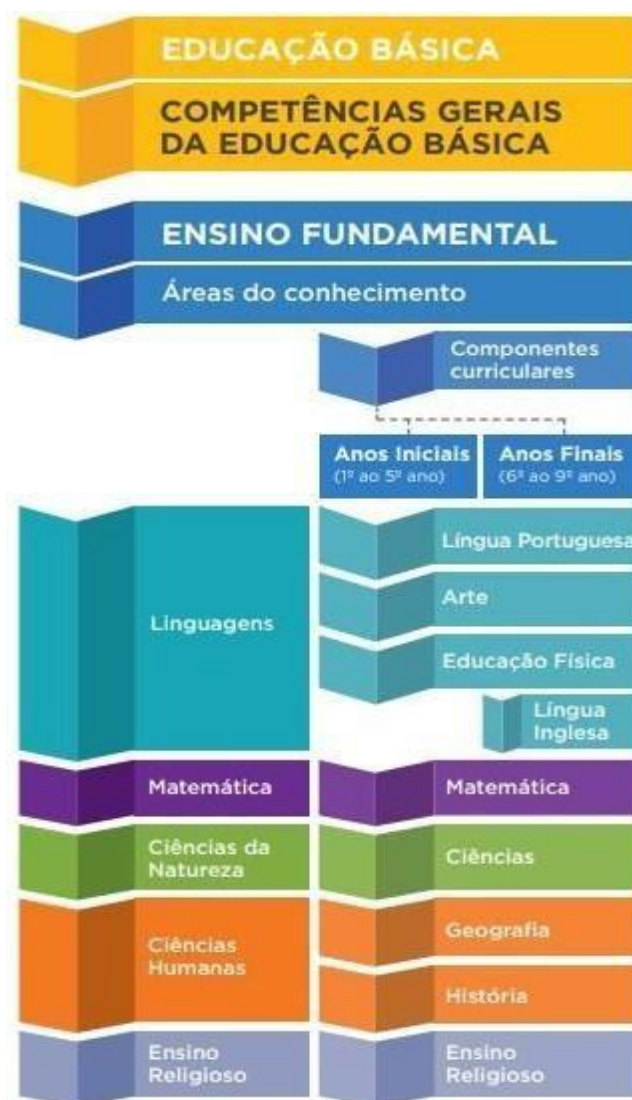 EDUCAÇÃO BÁSICA
COMPETÊNCIAS GERAIS
DA EDUCAÇÃO BÁSICA
ENSINO FUNDAMENTAL
Áreas do conhecimento
Componentes
curriculares
Anos Iniciais
(1º ao 5º ano)
Anos Finais
(6º ao 9º ano)
Linguagens
Língua Portuguesa
Arte
Educação Física
Língua
Inglesa
Matemática
Matemática
Ciências da
Natureza
Ciências
Ciências
Humanas
Geografia
História
Ensino
Religioso
Ensino
Religioso